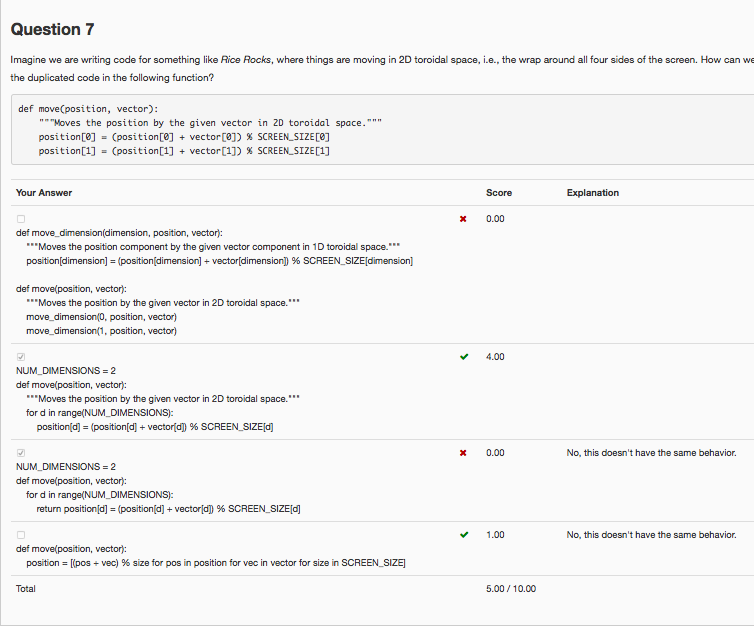 Question 7
Imagine we are writing code for something like Rice Rocks, where things are moving in 2D toroidal space, i.e., the wrap around all four sides of the screen. How can we
the duplicated code in the following function?
def move(position, vector):
    """Moves the position by the given vector in 2D toroidal space."""
    position[0] = (position[0] + vector[0]) % SCREEN_SIZE[0]
    position[1] = (position[1] + vector[1]) % SCREEN_SIZE[1]
Your Answer Score Explanation
✖ 0.00
def move_dimension(dimension, position, vector):
    """Moves the position component by the given vector component in 1D toroidal space."""
    position[dimension] = (position[dimension] + vector[dimension]) % SCREEN_SIZE[dimension]
def move(position, vector):
    """Moves the position by the given vector in 2D toroidal space."""
    move_dimension(0, position, vector)
    move_dimension(1, position, vector)
✔ 4.00
NUM_DIMENSIONS = 2
def move(position, vector):
    """Moves the position by the given vector in 2D toroidal space."""
    for d in range(NUM_DIMENSIONS):
        position[d] = (position[d] + vector[d]) % SCREEN_SIZE[d]
✖ 0.00 No, this doesn't have the same behavior.
NUM_DIMENSIONS = 2
def move(position, vector):
    for d in range(NUM_DIMENSIONS):
        return position[d] = (position[d] + vector[d]) % SCREEN_SIZE[d]
✔ 1.00 No, this doesn't have the same behavior.
def move(position, vector):
    position = [(pos + vec) % size for pos in position for vec in vector for size in SCREEN_SIZE]
Total 5.00 / 10.00